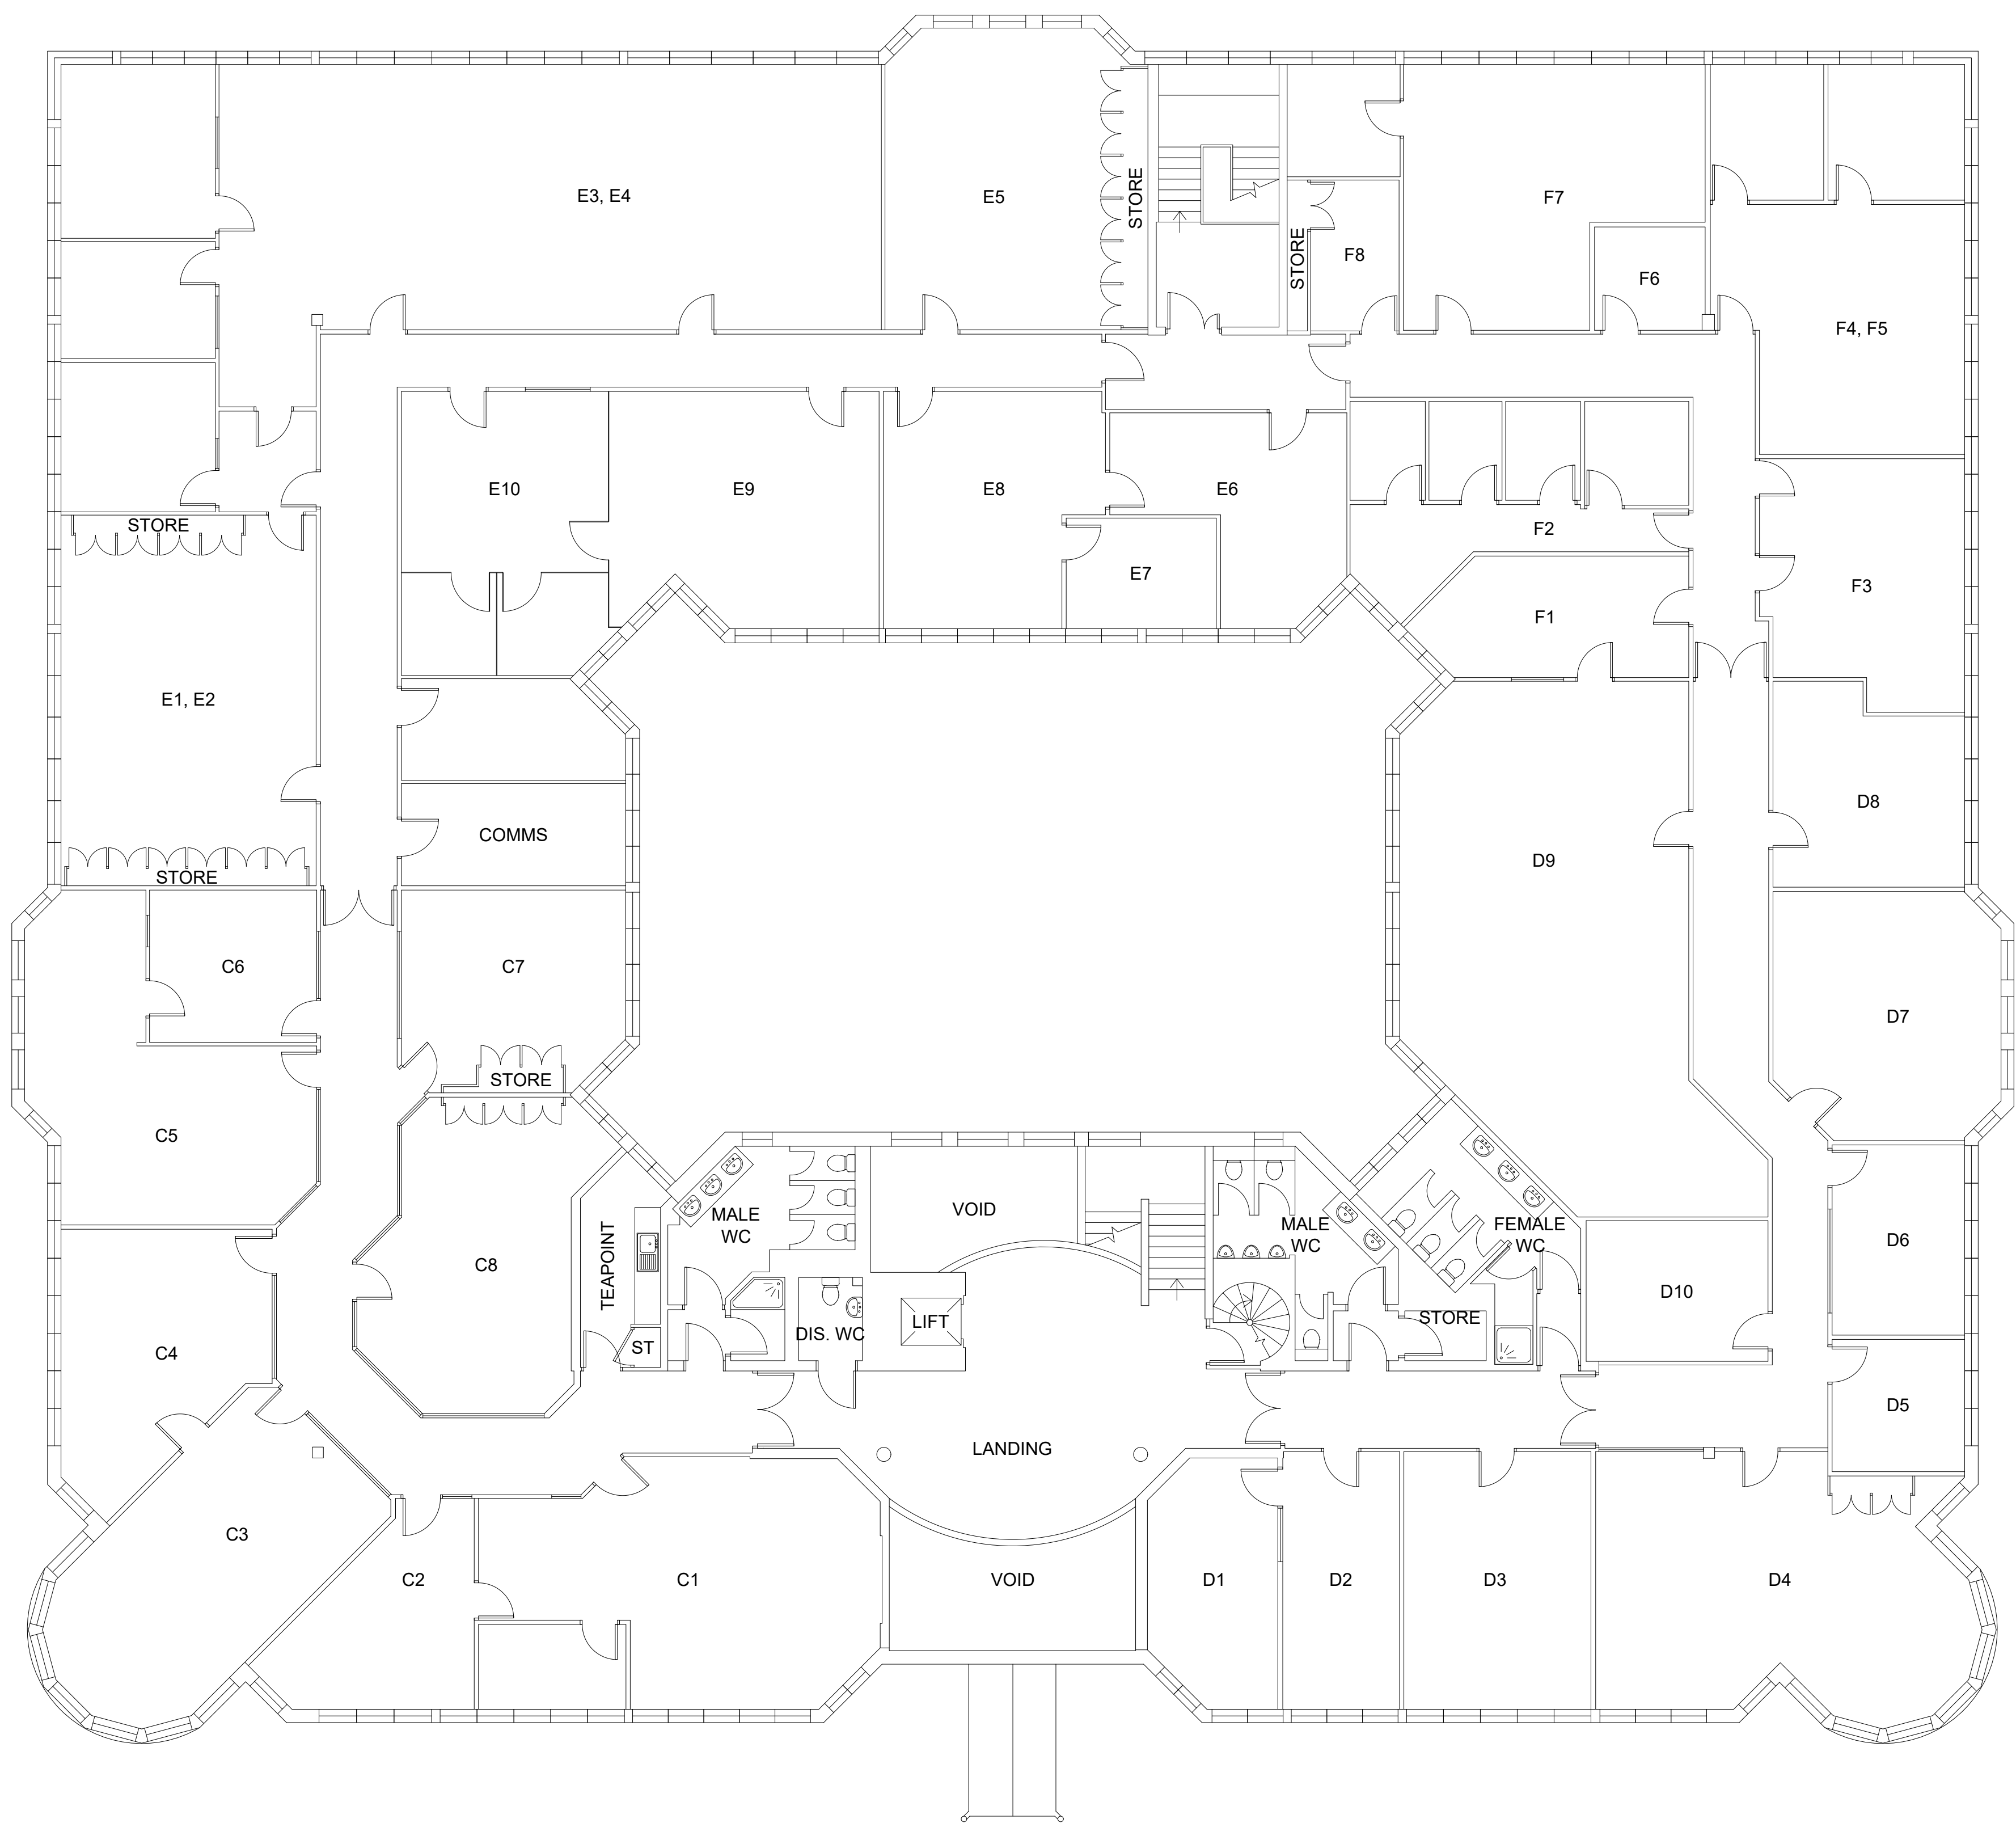 E3, E4
E5
STORE
STORE
F8
F7
F6
F4, F5
E10
E9
E8
E6
E7
F2
F1
F3
STORE
E1, E2
STORE
COMMS
D9
D8
C6
C7
STORE
D7
C5
C8
TEAPOINT
ST
MALE
WC
DIS. WC
VOID
LIFT
MALE
WC
FEMALE
WC
STORE
D10
D6
D5
C4
LANDING
C3
C2
C1
VOID
D1
D2
D3
D4